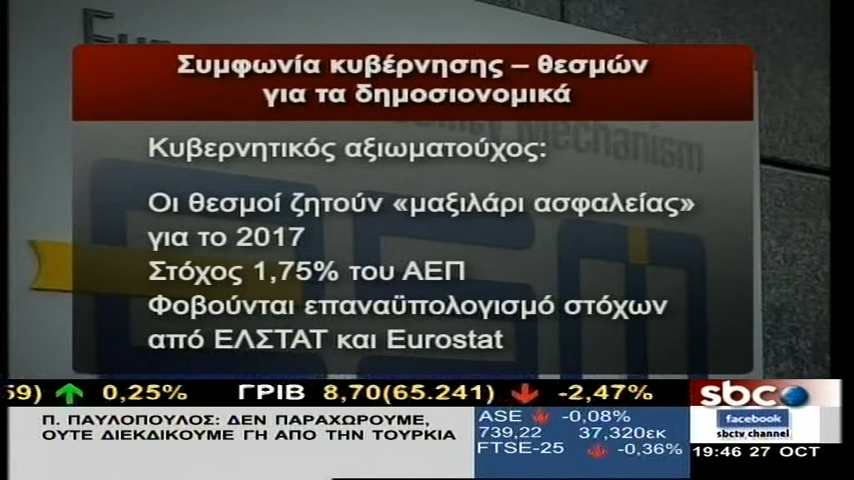 Συμφωνία κυβέρνησης – θεσμών
για τα δημοσιονομικά
Mechanism
Κυβερνητικός αξιωματούχος:
Οι θεσμοί ζητούν «μαξιλάρι ασφαλείας»
για το 2017
Στόχος 1,75% του ΑΕΠ
Φοβούνται επαναϋπολογισμό στόχων
από ΕΛΣΤΑΤ και Eurostat
59) 0,25% ΓΡΙΒ 8,70(65.241) -2,47%
sbc
Π. ΠΑΥΛΟΠΟΥΛΟΣ: ΔΕΝ ΠΑΡΑΧΩΡΟΥΜΕ,
ΟΥΤΕ ΔΙΕΚΔΙΚΟΥΜΕ ΓΗ ΑΠΟ ΤΗΝ ΤΟΥΡΚΙΑ
ASE -0,08%
739,22 37,320εκ
FTSE-25 -0,36%
facebook
sbctv channel
19:46 27 OCT